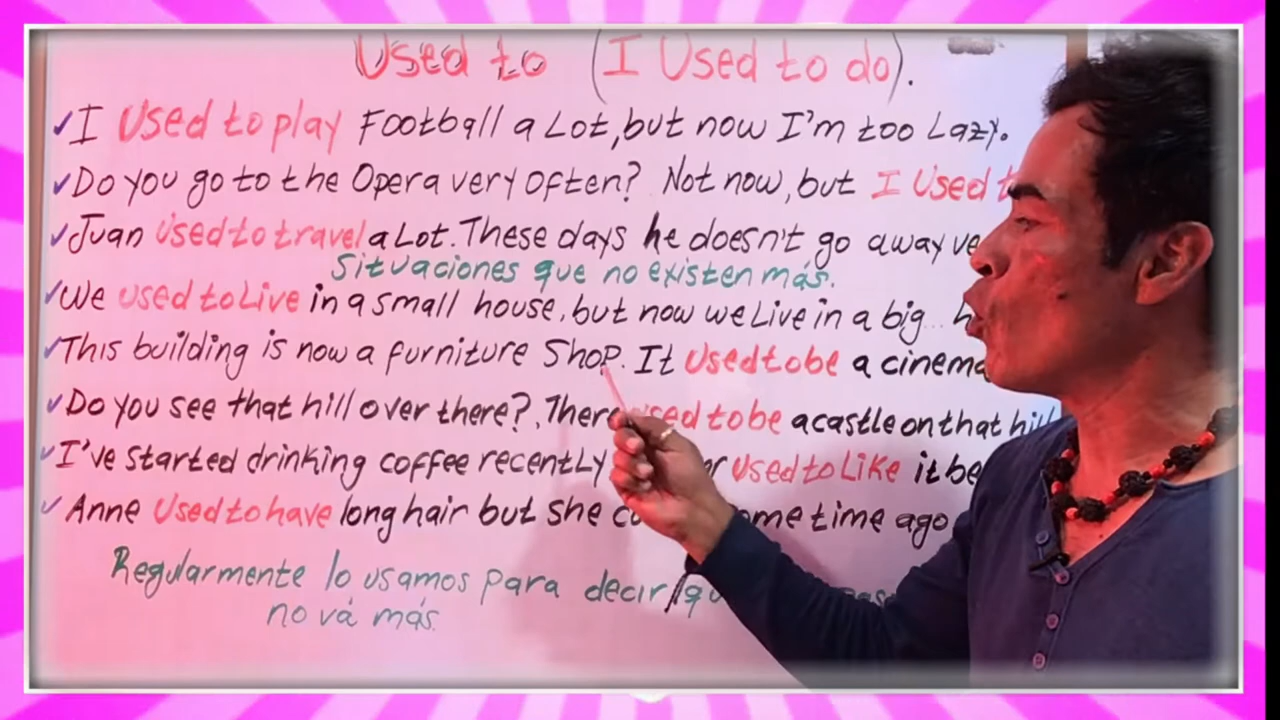 Used to (I Used to do).
I Used to play Football a Lot, but now I'm too Lazy.
Do you go to the Opera very often? Not now, but I Used
Juan used to travel a Lot. These days he doesn't go away
Situaciones que no existen más.
We used to Live in a small house, but now we Live in a big
This building is now a furniture Shop. It used to be a cinema
Do you see that hill over there? There used to be a castle on that hill
I've started drinking coffee recently used to Like it
Anne Used to have long hair but she time ago
Regularmente lo usamos para decir
no vá más.